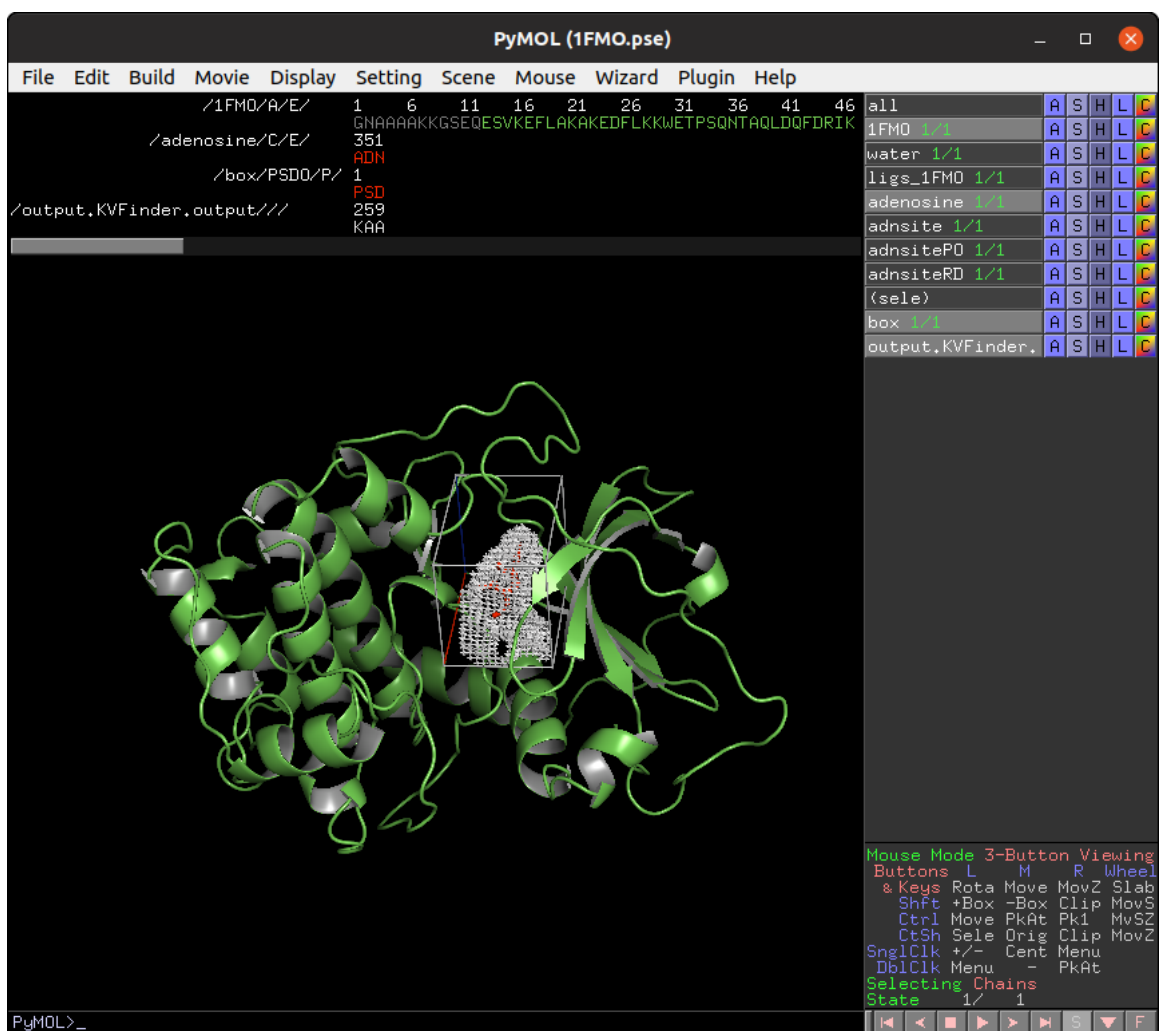 PyMOL (1FMO.pse)
File Edit Build Movie Display Setting Scene Mouse Wizard Plugin Help
/1FMO/A/E/ 1 6 11 16 21 26 31 36 41 46
GNAAAAKKGSEQESVKEFLAKAKEDFLKKWETPSQNTAQLDQFDRIK
/adenosine/C/E/ 351
ADN
/box/PSDO/P/ 1
PSD
/output.KVFinder.output/// 259
KAA
all A S H L C
1FMO 1/1 A S H L C
water 1/1 A S H L C
ligs_1FMO 1/1 A S H L C
adenosine 1/1 A S H L C
adnsite 1/1 A S H L C
adnsitePO 1/1 A S H L C
adnsiteRD 1/1 A S H L C
(sele) A S H L C
box 1/1 A S H L C
output.KVFinder. A S H L C
Mouse Mode 3-Button Viewing
Buttons L M R Wheel
& Keys Rota Move MovZ Slab
Shft +Box -Box Clip MovS
Ctrl Move PkAt Pk1 MvSZ
CtSh Sele Orig Clip MovZ
SnglClk +/- Cent Menu
DblClk Menu - PkAt
Selecting Chains
State 1/ 1
S F
PyMOL>_